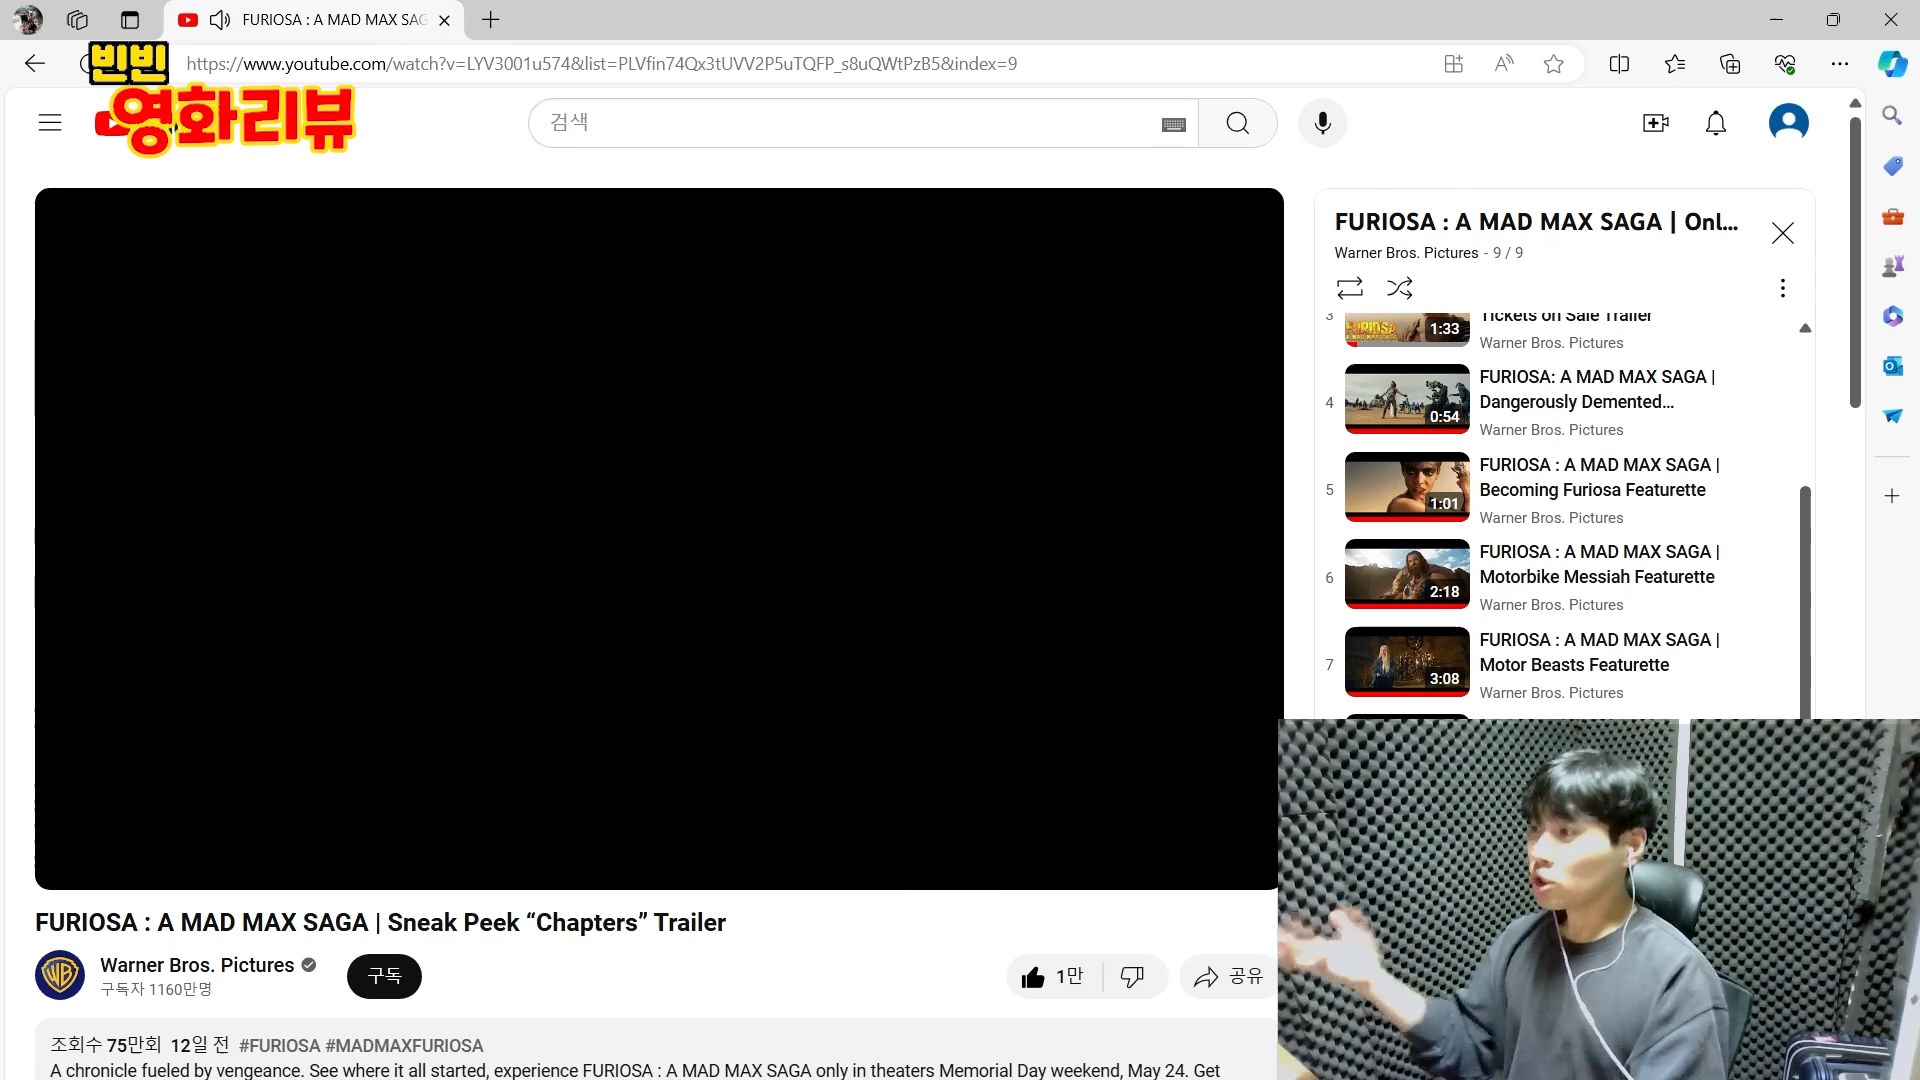 FURIOSA : A MAD MAX SAG
https://www.youtube.com/watch?v=LYV3001u574&list=PLVfin74Qx3tUVV2P5uTQFP_s8uQWtPzB5&index=9
빈빈
영화리뷰
검색
FURIOSA : A MAD MAX SAGA | Onl...
Warner Bros. Pictures - 9 / 9
3
FURIOSA
A MAD MAX SAGA
1:33
Tickets on Sale Trailer
Warner Bros. Pictures
4
0:54
FURIOSA: A MAD MAX SAGA |
Dangerously Demented...
Warner Bros. Pictures
5
1:01
FURIOSA : A MAD MAX SAGA |
Becoming Furiosa Featurette
Warner Bros. Pictures
6
2:18
FURIOSA : A MAD MAX SAGA |
Motorbike Messiah Featurette
Warner Bros. Pictures
7
3:08
FURIOSA : A MAD MAX SAGA |
Motor Beasts Featurette
Warner Bros. Pictures
FURIOSA : A MAD MAX SAGA | Sneak Peek “Chapters” Trailer
Warner Bros. Pictures
구독자 1160만명
구독
1만
공유
조회수 75만회 12일 전 #FURIOSA #MADMAXFURIOSA
A chronicle fueled by vengeance. See where it all started, experience FURIOSA : A MAD MAX SAGA only in theaters Memorial Day weekend, May 24. Get